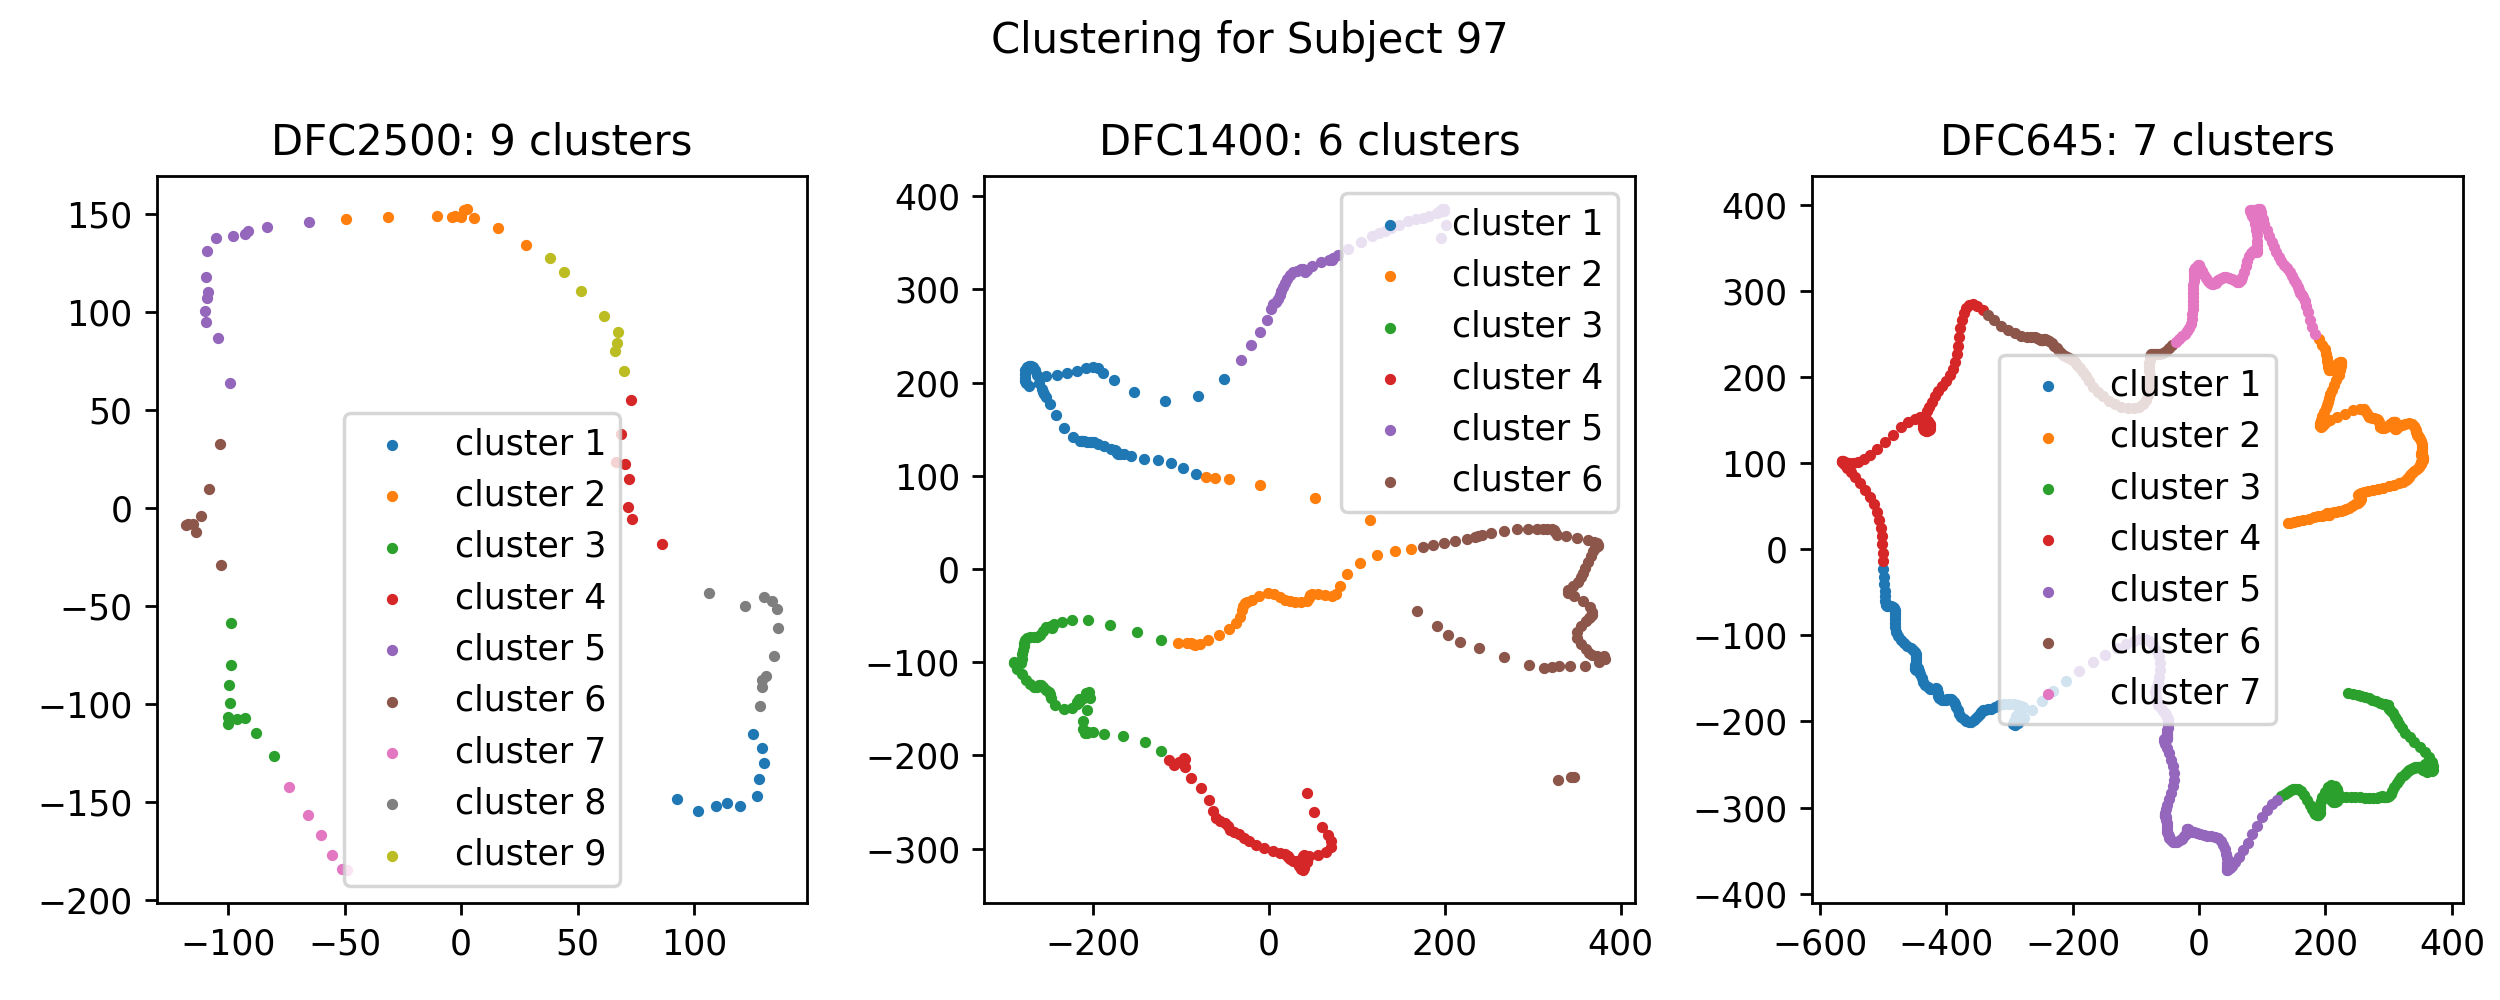 Clustering for Subject 97
DFC2500: 9 clusters
150
100
50
0
−50
−100
−150
−200
−100
−50
0
50
100
cluster 1
cluster 2
cluster 3
cluster 4
cluster 5
cluster 6
cluster 7
cluster 8
cluster 9
DFC1400: 6 clusters
400
300
200
100
0
−100
−200
−300
−200
0
200
400
cluster 1
cluster 2
cluster 3
cluster 4
cluster 5
cluster 6
DFC645: 7 clusters
400
300
200
100
0
−100
−200
−300
−400
−600
−400
−200
0
200
400
cluster 1
cluster 2
cluster 3
cluster 4
cluster 5
cluster 6
cluster 7